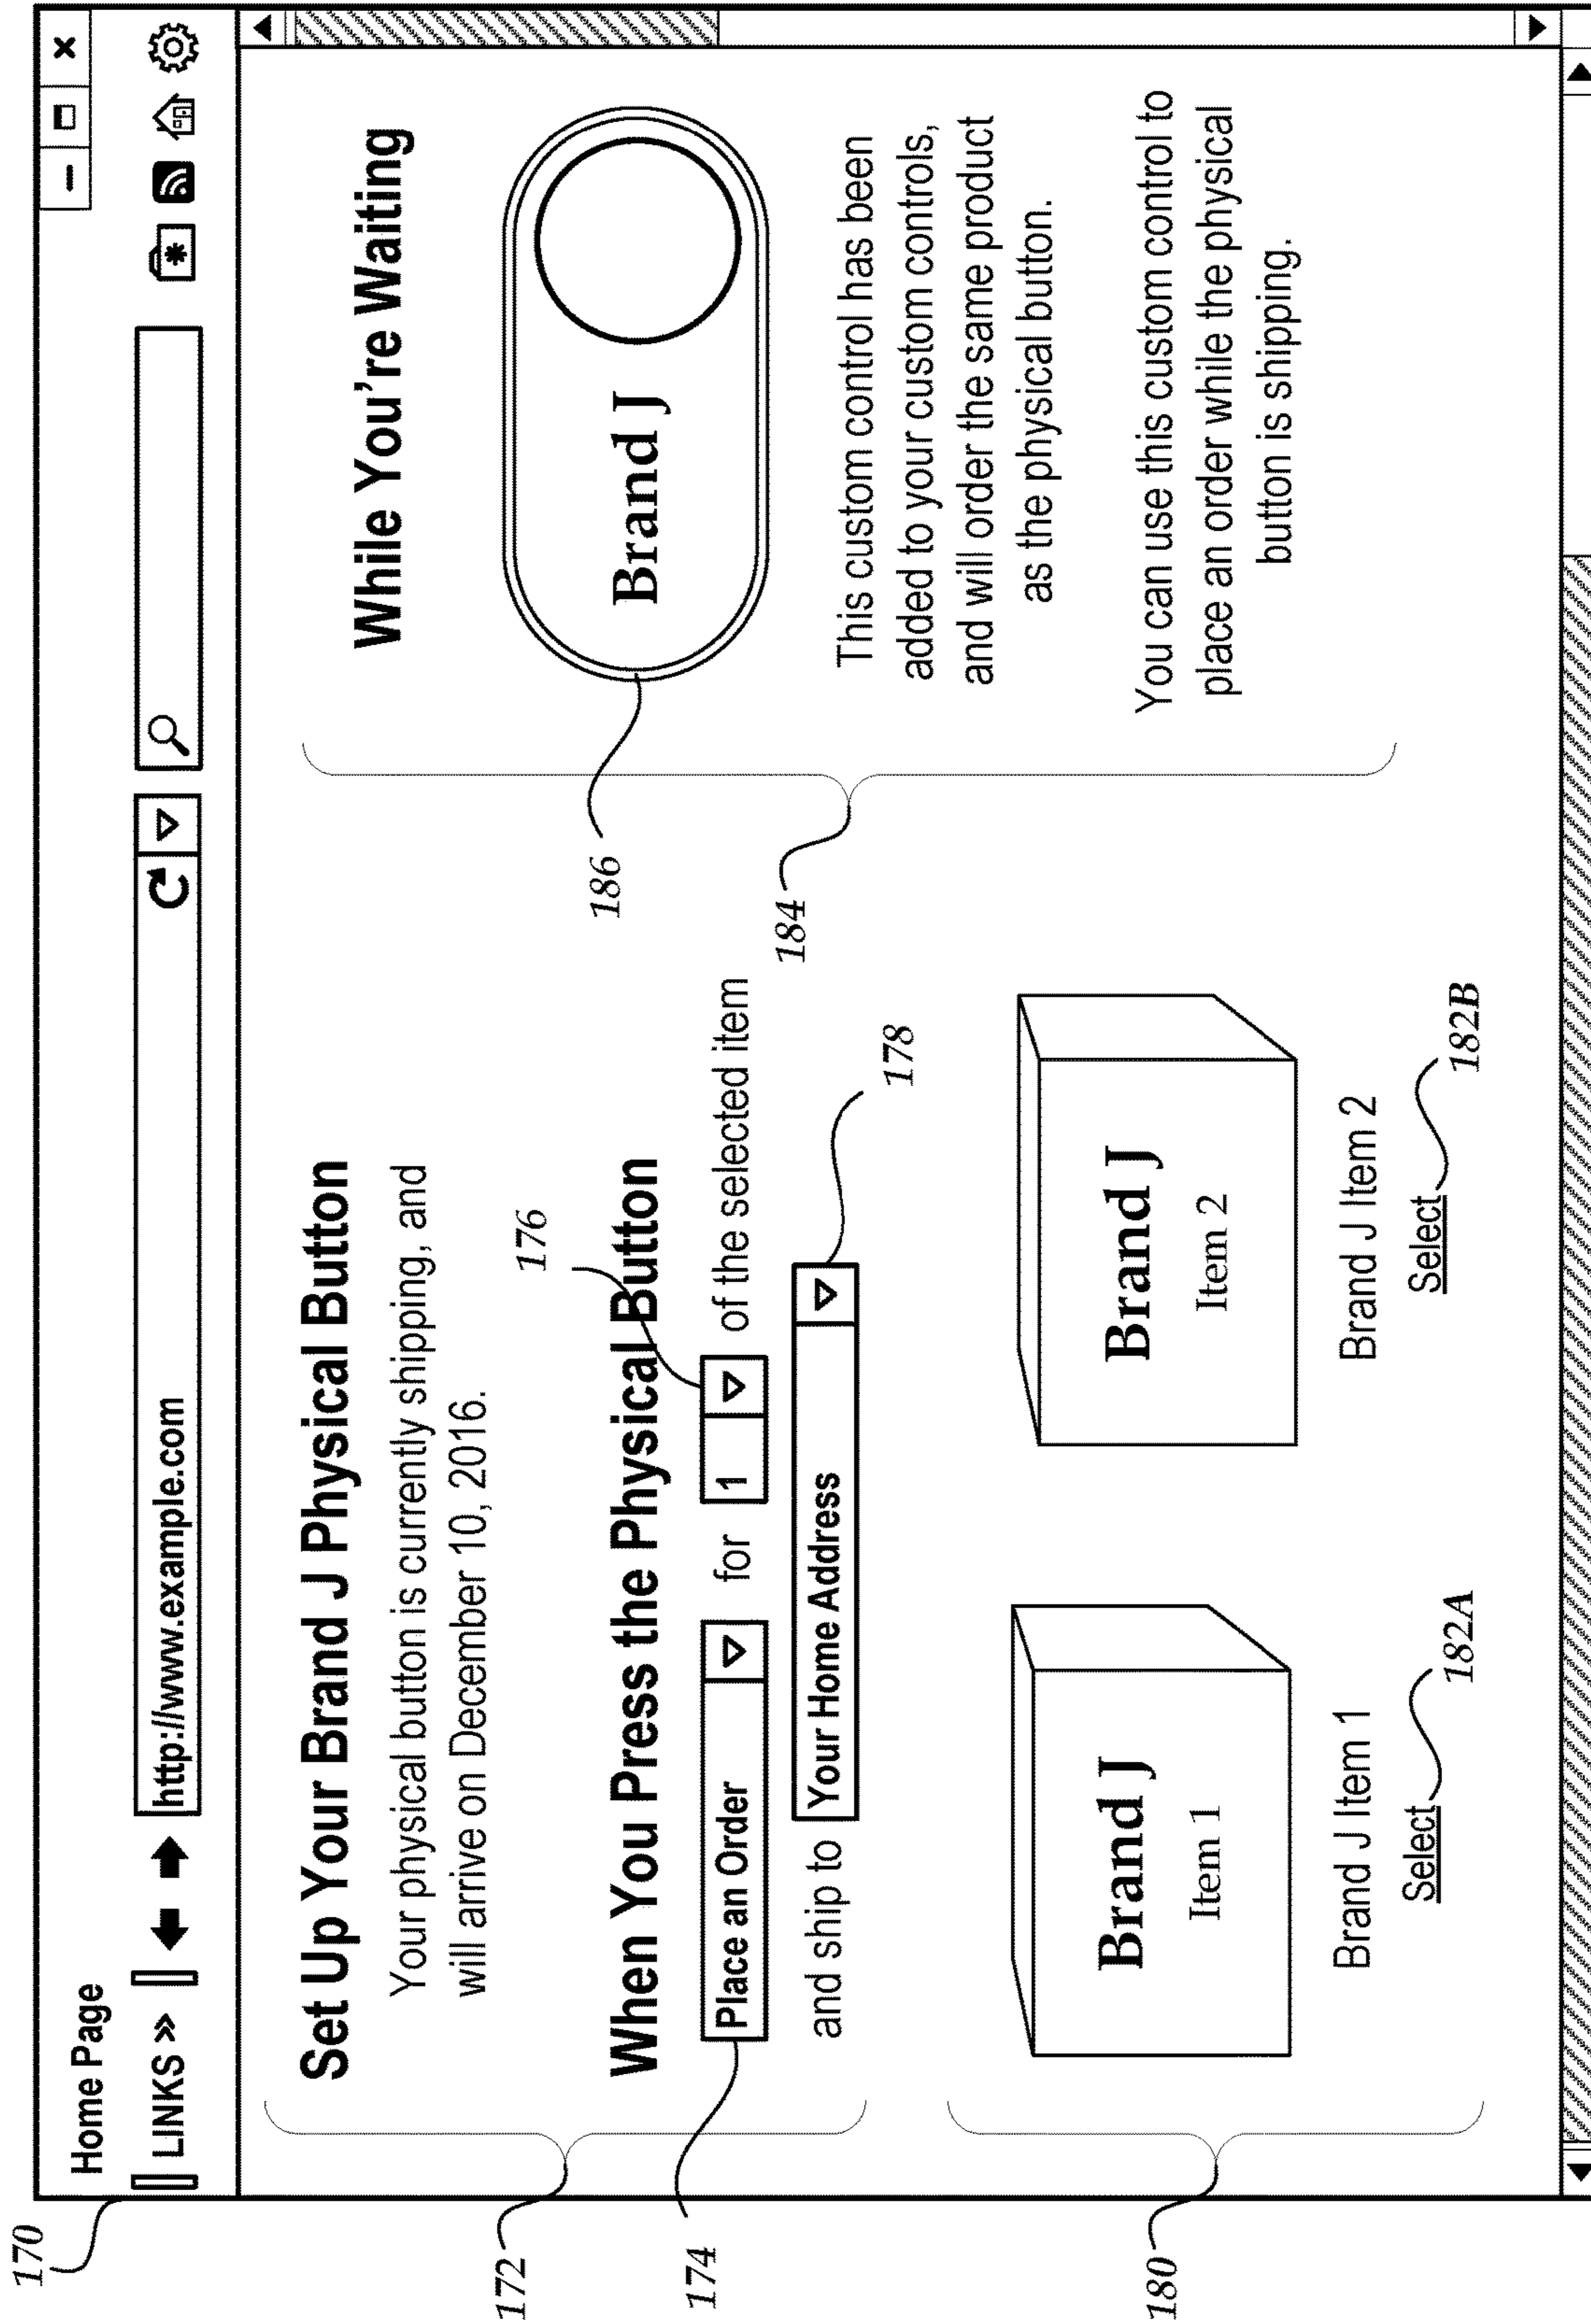 170
Home Page
LINKS »
http://www.example.com
172
Set Up Your Brand J Physical Button
Your physical button is currently shipping, and
will arrive on December 10, 2016.
176
When You Press the Physical Button
174
Place an Order
for
1
of the selected item
and ship to
Your Home Address
178
180
Brand J
Item 1
Brand J Item 1
Select
182A
Brand J
Item 2
Brand J Item 2
Select
182B
While You're Waiting
186
Brand J
184
This custom control has been
added to your custom controls,
and will order the same product
as the physical button.
You can use this custom control to
place an order while the physical
button is shipping.